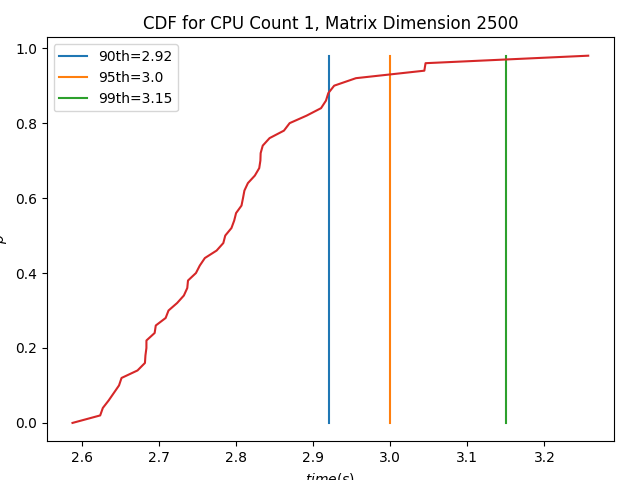 CDF for CPU Count 1, Matrix Dimension 2500
90th=2.92
95th=3.0
99th=3.15
1.0
0.8
0.6
0.4
0.2
0.0
2.6 2.7 2.8 2.9 3.0 3.1 3.2
time(s)